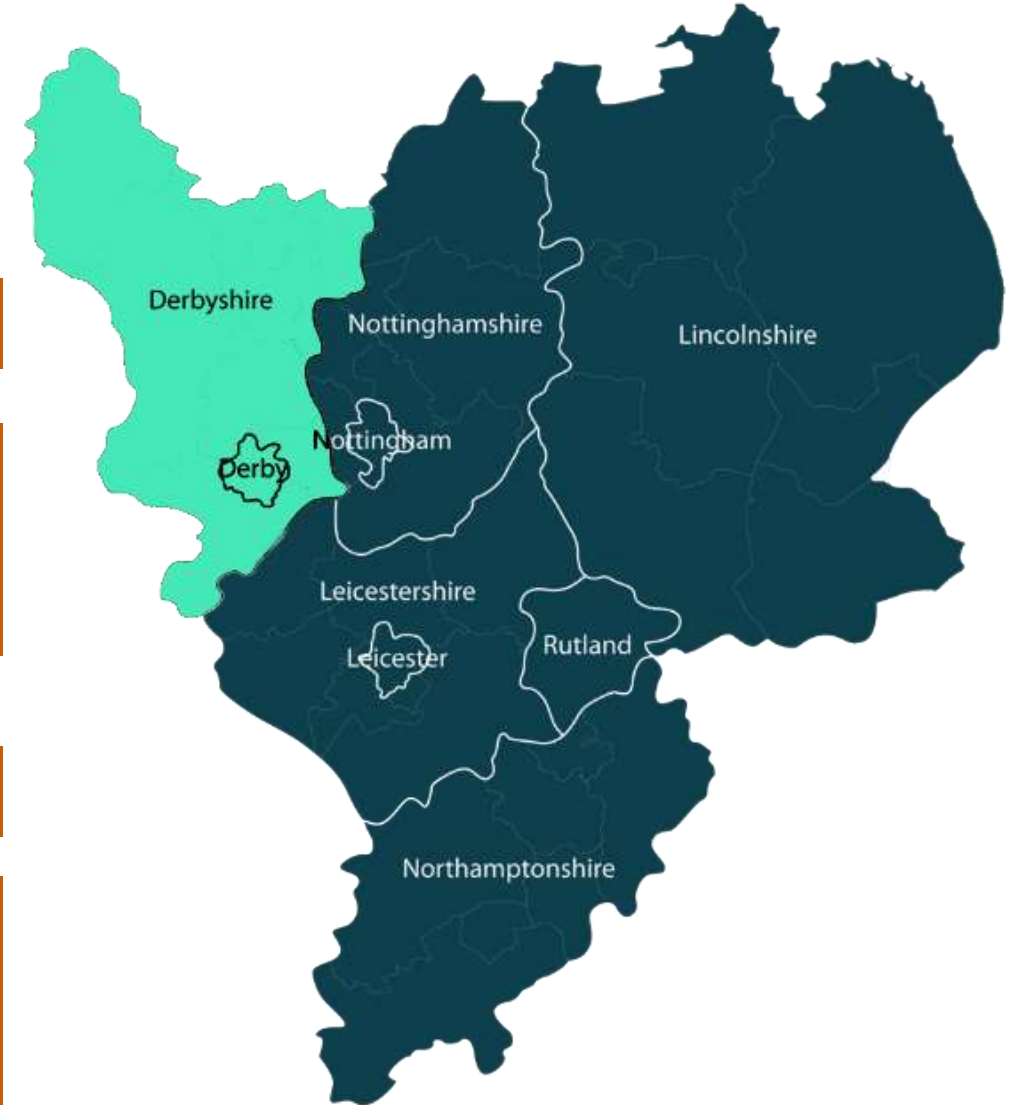 Derbyshire
Nottinghamshire
Lincolnshire
Nottingham
Derby
Leicestershire
Rutland
Leicester
Northamptonshire